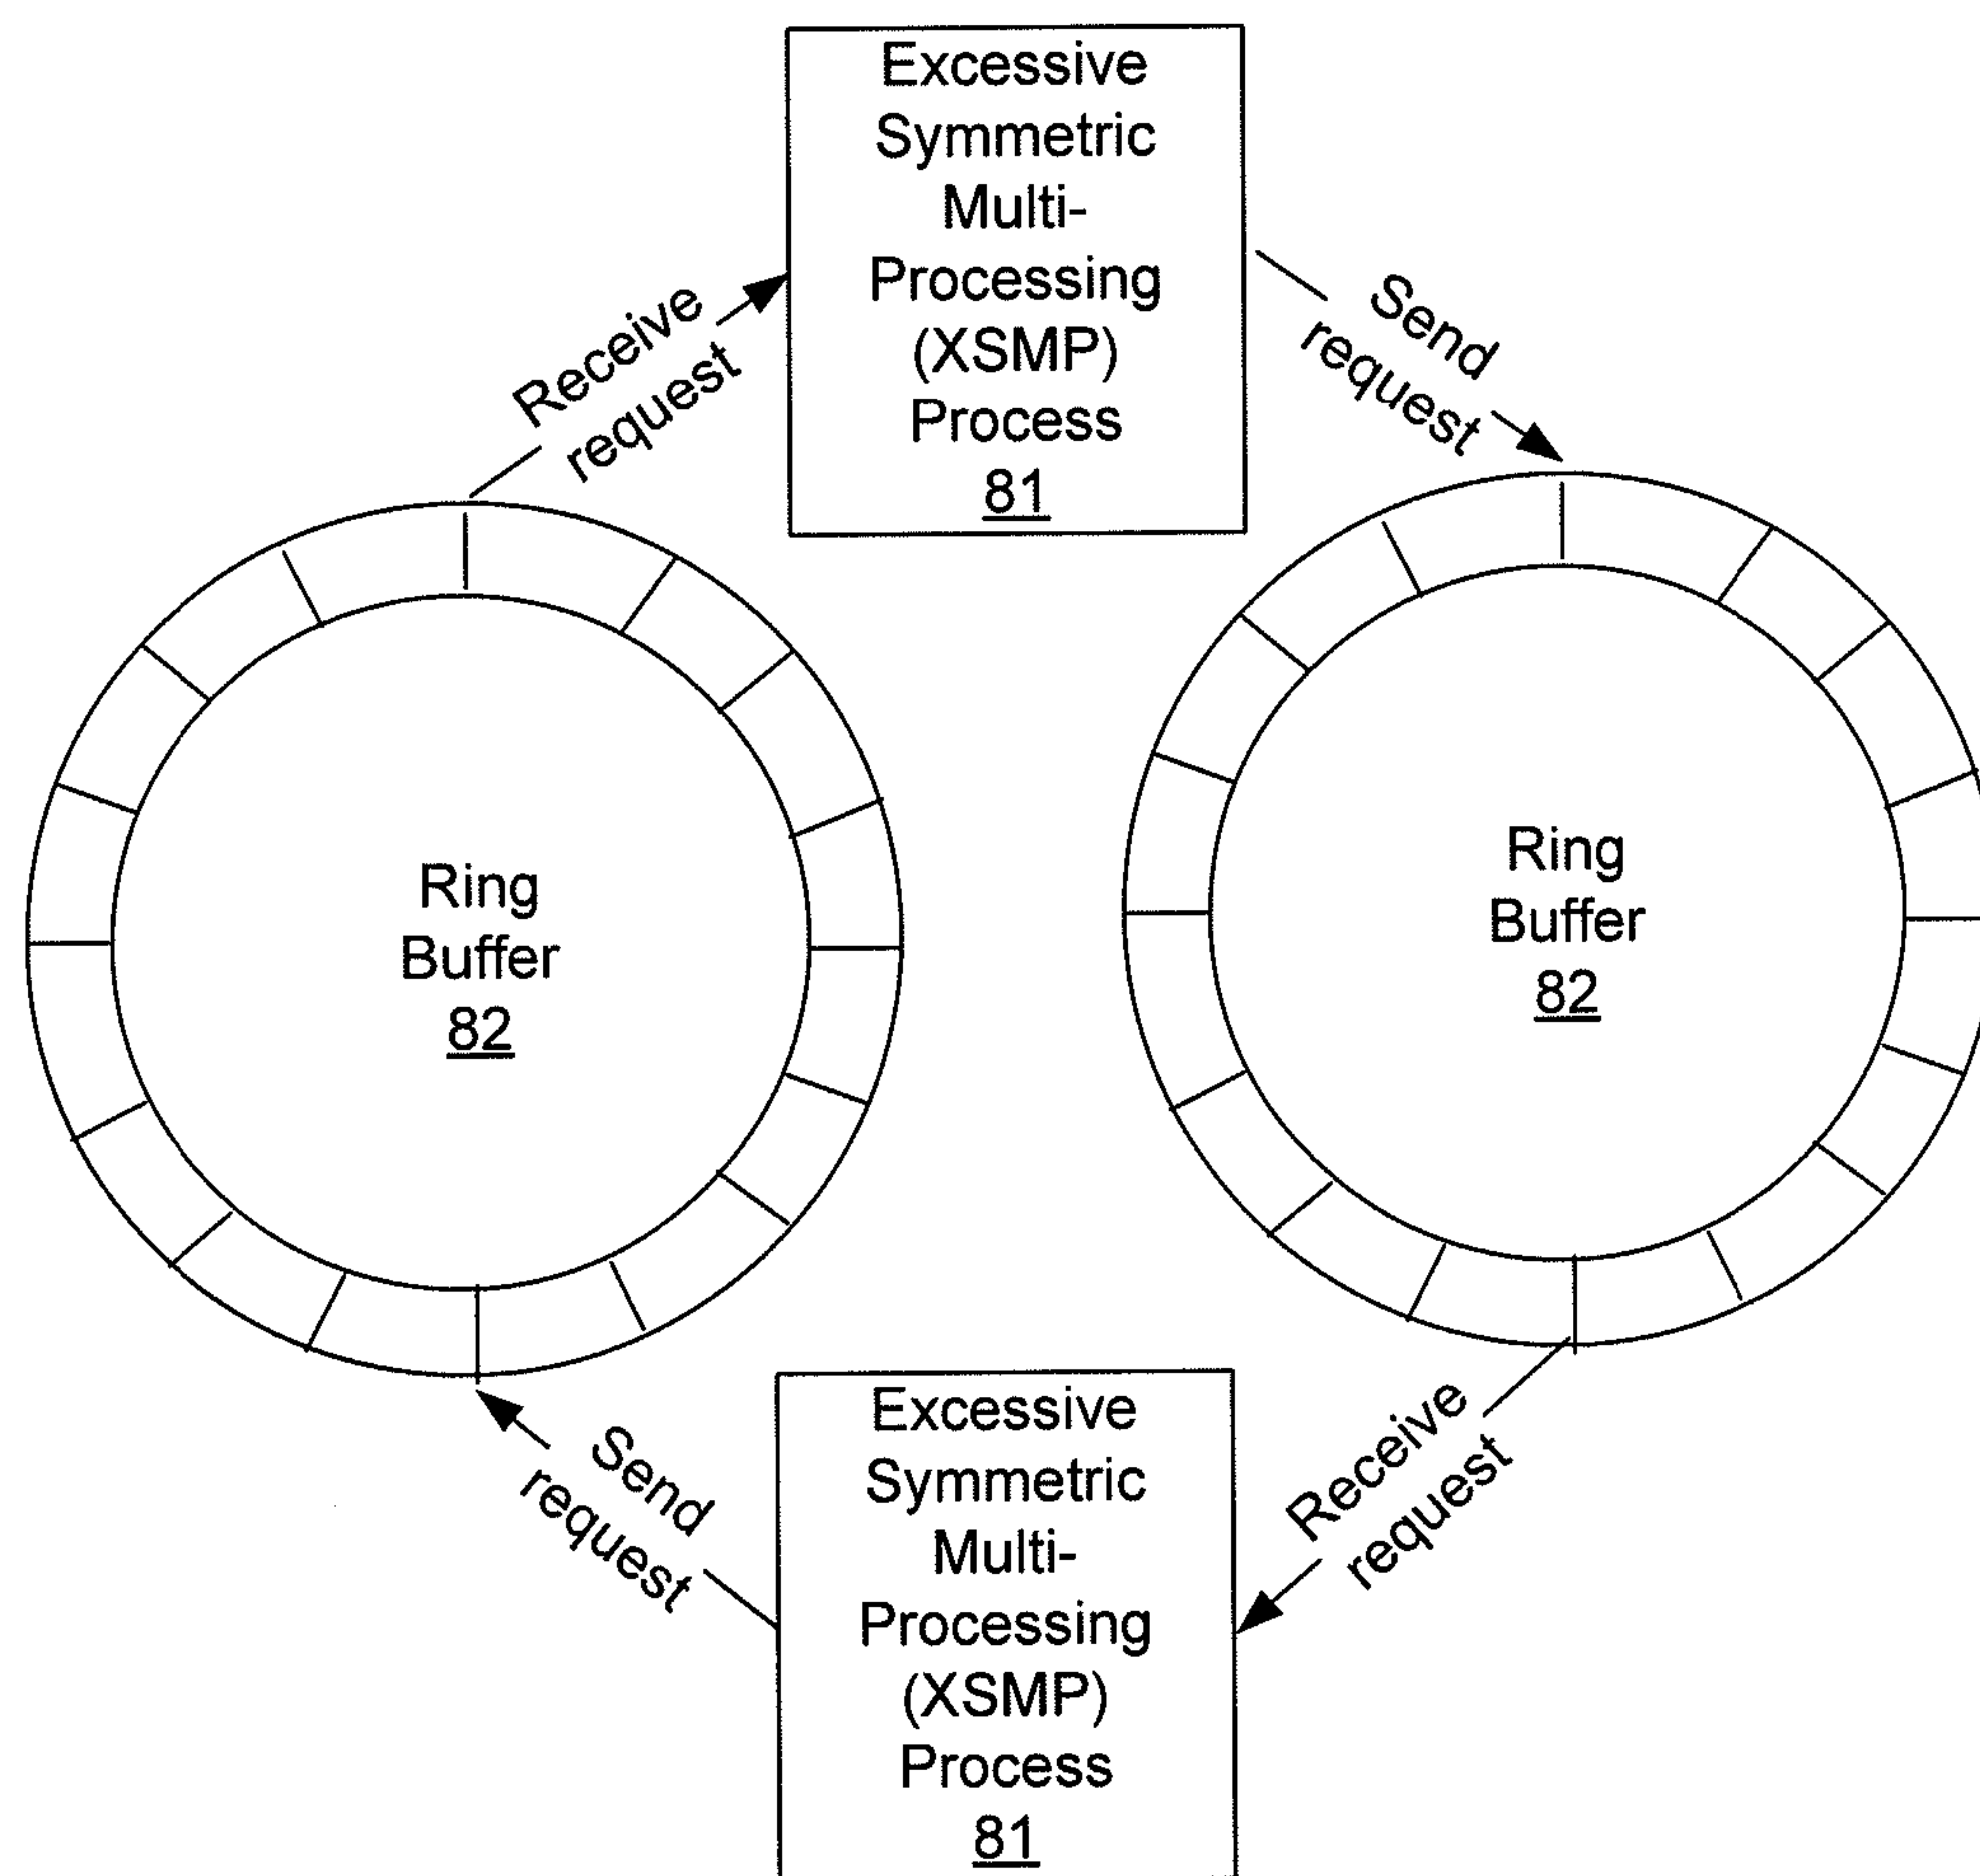 Excessive
Symmetric
Multi-
Processing
(XSMP)
Process
81
Receive
request
Send
request
Ring
Buffer
82
Ring
Buffer
82
Send
request
Receive
request
Excessive
Symmetric
Multi-
Processing
(XSMP)
Process
81